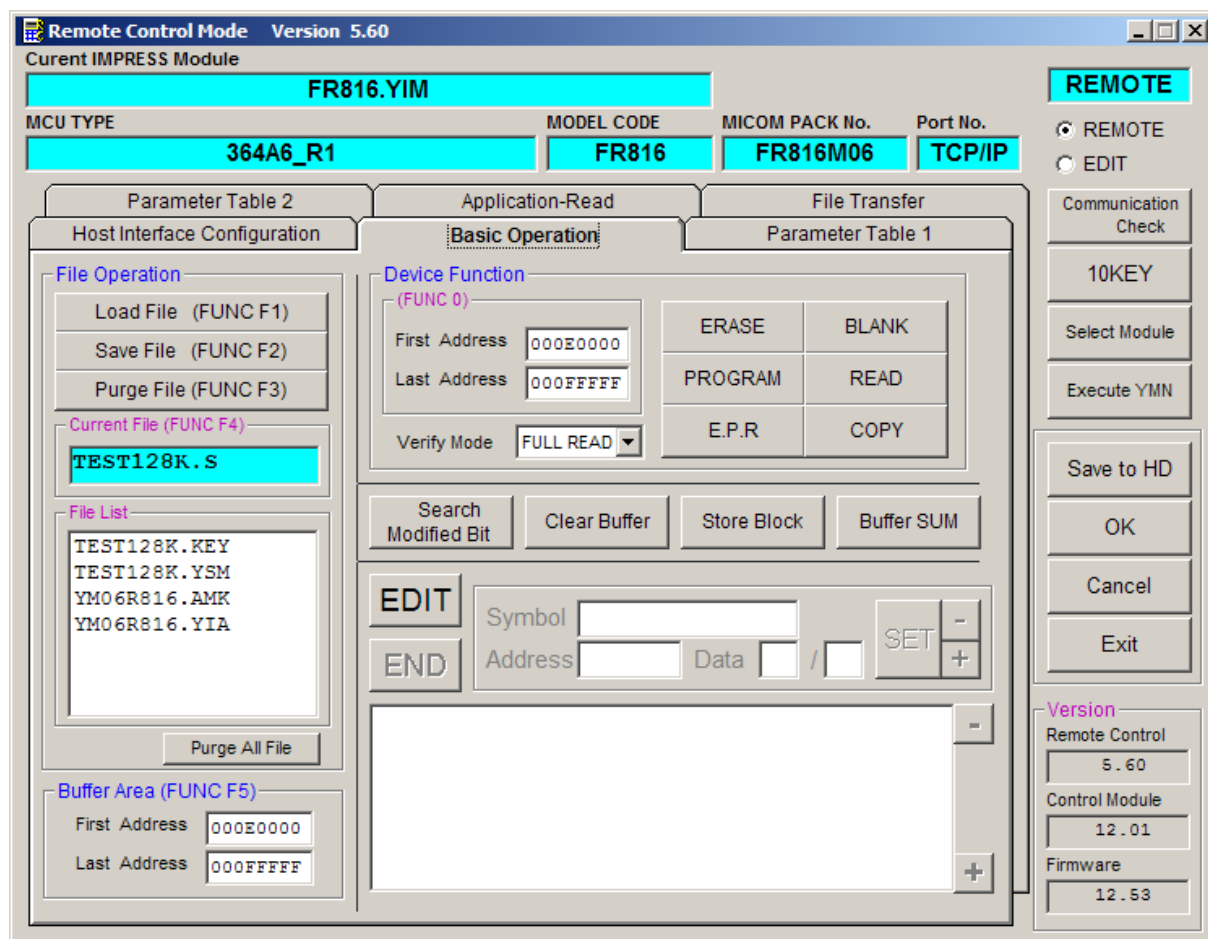 Remote Control Mode Version 5.60
Curent IMPRESS Module
FR816.YIM
REMOTE
MCU TYPE MODEL CODE MICOM PACK No. Port No.
364A6_R1 FR816 FR816M06 TCP/IP
REMOTE
EDIT
Parameter Table 2 Application-Read File Transfer
Host Interface Configuration Basic Operation Parameter Table 1
File Operation
Load File (FUNC F1)
Save File (FUNC F2)
Purge File (FUNC F3)
Current File (FUNC F4)
TEST128K.S
File List
TEST128K.KEY
TEST128K.YSM
YM06R816.AMK
YM06R816.YIA
Purge All File
Buffer Area (FUNC F5)
First Address 000E0000
Last Address 000FFFFF
Device Function
(FUNC 0)
First Address 000E0000
Last Address 000FFFFF
Verify Mode FULL READ
ERASE BLANK
PROGRAM READ
E.P.R COPY
Search Modified Bit Clear Buffer Store Block Buffer SUM
EDIT
END
Symbol
Address Data /
SET
-
+
-
+
Communication Check
10KEY
Select Module
Execute YMN
Save to HD
OK
Cancel
Exit
Version
Remote Control
5.60
Control Module
12.01
Firmware
12.53